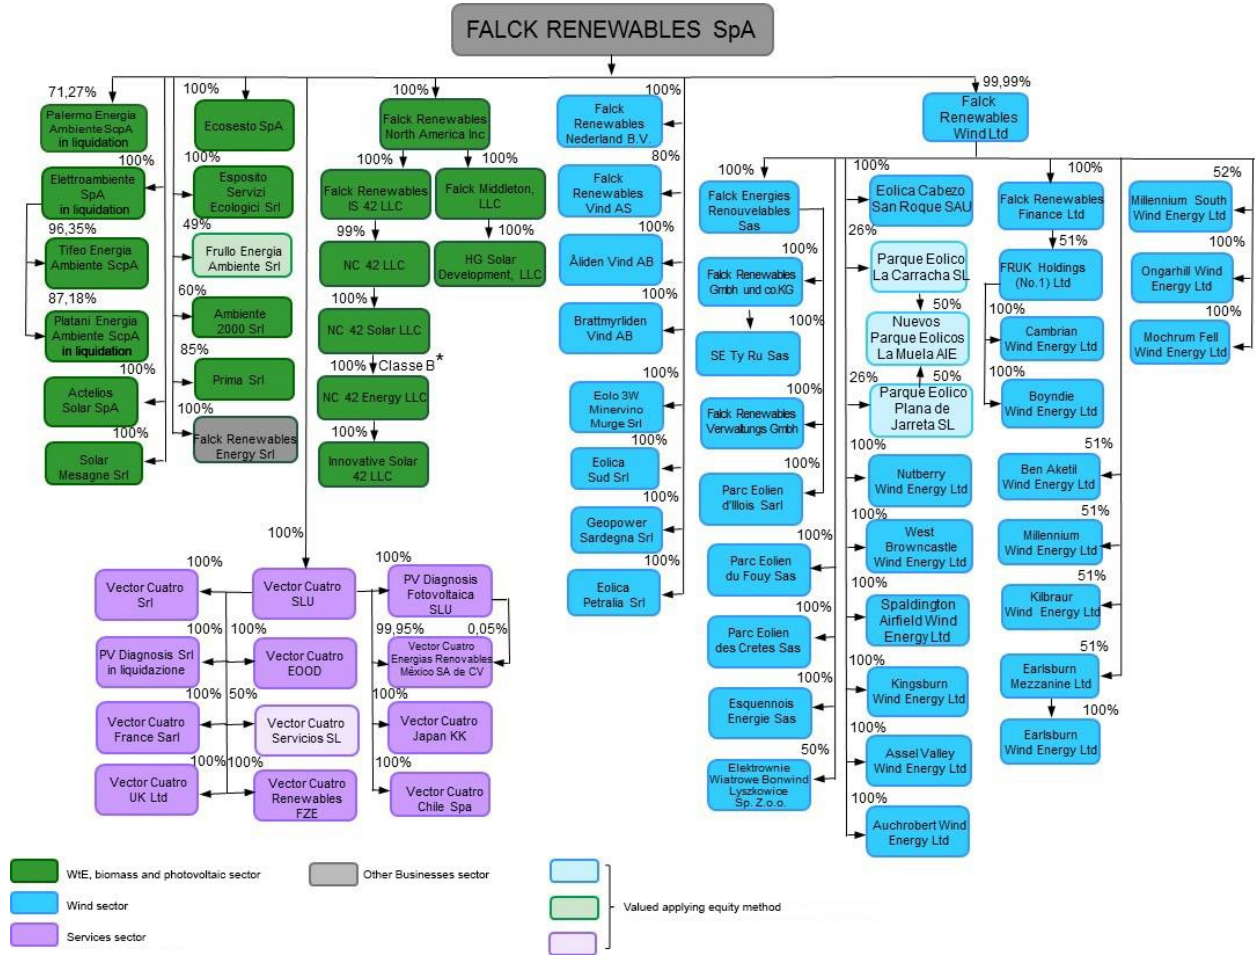 FALCK RENEWABLES SpA
71,27%
Palermo Energia
Ambiente ScpA
in liquidation
100%
Elettroambiente
SpA
in liquidation
96,35%
Tifeo Energia
Ambiente ScpA
87,18%
Platani Energia
Ambiente ScpA
in liquidation
100%
Actelios
Solar SpA
100%
Solar
Mesagne Srl
100%
Ecosesto SpA
100%
Esposito
Servizi
Ecologici Srl
49%
Frullo Energia
Ambiente Srl
60%
Ambiente
2000 Srl
85%
Prima Srl
100%
Falck Renewables
Energy Srl
100%
Falck Renewables
North America Inc
100%
Falck Renewables
IS 42 LLC
99%
NC 42 LLC
100%
NC 42 Solar LLC
100% Classe B*
NC 42 Energy LLC
100%
Innovative Solar
42 LLC
100%
Falck Middleton,
LLC
100%
HG Solar
Development, LLC
100%
Vector Cuatro
SLU
100%
Vector Cuatro
Srl
100%
PV Diagnosis Srl
in liquidazione
100%
Vector Cuatro
France Sarl
100%
Vector Cuatro
UK Ltd
100%
Vector Cuatro
EOOD
50%
Vector Cuatro
Servicios SL
100%
Vector Cuatro
Renewables
FZE
100%
PV Diagnosis
Fotovoltaica
SLU
99,95% 0,05%
Vector Cuatro
Energias Renovables
México SA de CV
100%
Vector Cuatro
Japan KK
100%
Vector Cuatro
Chile Spa
100%
Falck
Renewables
Nederland B.V.
80%
Falck
Renewables
Vind AS
100%
Åliden Vind AB
100%
Brattmyrliden
Vind AB
100%
Eolo 3W
Minervino
Murge Srl
100%
Eolica
Sud Srl
100%
Geopower
Sardegna Srl
100%
Eolica
Petralia Srl
99,99%
Falck
Renewables
Wind Ltd
100%
Falck Energies
Renouvelables
Sas
100%
Falck Renewables
Gmbh und co.KG
100%
SE Ty Ru Sas
100%
Falck Renewables
Verwaltungs Gmbh
100%
Parc Eolien
d'Illois Sarl
100%
Parc Eolien
du Fouy Sas
100%
Parc Eolien
des Cretes Sas
100%
Esquennois
Energie Sas
50%
Elektrownie
Wiatrowe Bonwind
Lyszkowice
Sp. Z.o.o.
100%
Eolica Cabezo
San Roque SAU
26%
Parque Eolico
La Carracha SL
50%
Nuevos
Parque Eolicos
La Muela AIE
26% 50%
Parque Eolico
Plana de
Jarreta SL
100%
Nutberry
Wind Energy Ltd
100%
West
Browncastle
Wind Energy Ltd
100%
Spaldington
Airfield Wind
Energy Ltd
100%
Kingsburn
Wind Energy Ltd
100%
Assel Valley
Wind Energy Ltd
100%
Auchrobert Wind
Energy Ltd
100%
Falck Renewables
Finance Ltd
51%
FRUK Holdings
(No.1) Ltd
100%
Cambrian
Wind Energy Ltd
100%
Boyndie
Wind Energy Ltd
51%
Ben Aketil
Wind Energy Ltd
51%
Millennium
Wind Energy Ltd
51%
Kilbraur
Wind Energy Ltd
51%
Earlsburn
Mezzanine Ltd
100%
Earlsburn
Wind Energy Ltd
52%
Millennium South
Wind Energy Ltd
100%
Ongarhill Wind
Energy Ltd
100%
Mochrum Fell
Wind Energy Ltd
WtE, biomass and photovoltaic sector
Wind sector
Services sector
Other Businesses sector
Valued applying equity method